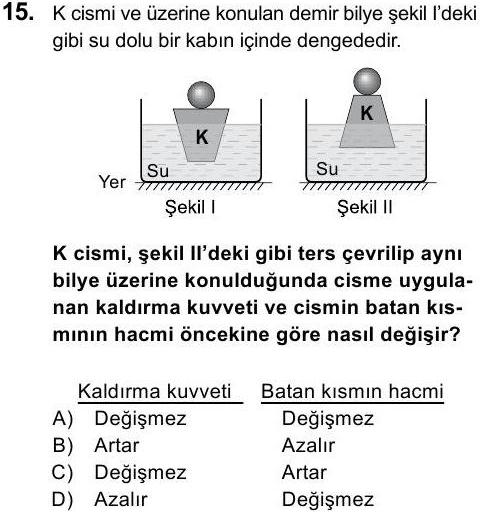 15. K cismi ve üzerine konulan demir bilye şekil I'deki
gibi su dolu bir kabın içinde dengededir.
K
K
Yer
Su
Su
Şekil I
Şekil II
K cismi, şekil II'deki gibi ters çevrilip aynı
bilye üzerine konulduğunda cisme uygula-
nan kaldırma kuvveti ve cismin batan kıs-
mının hacmi öncekine göre nasıl değişir?
Kaldırma kuvveti Batan kısmın hacmi
A) Değişmez Değişmez
B) Artar Azalır
C) Değişmez Artar
D) Azalır Değişmez